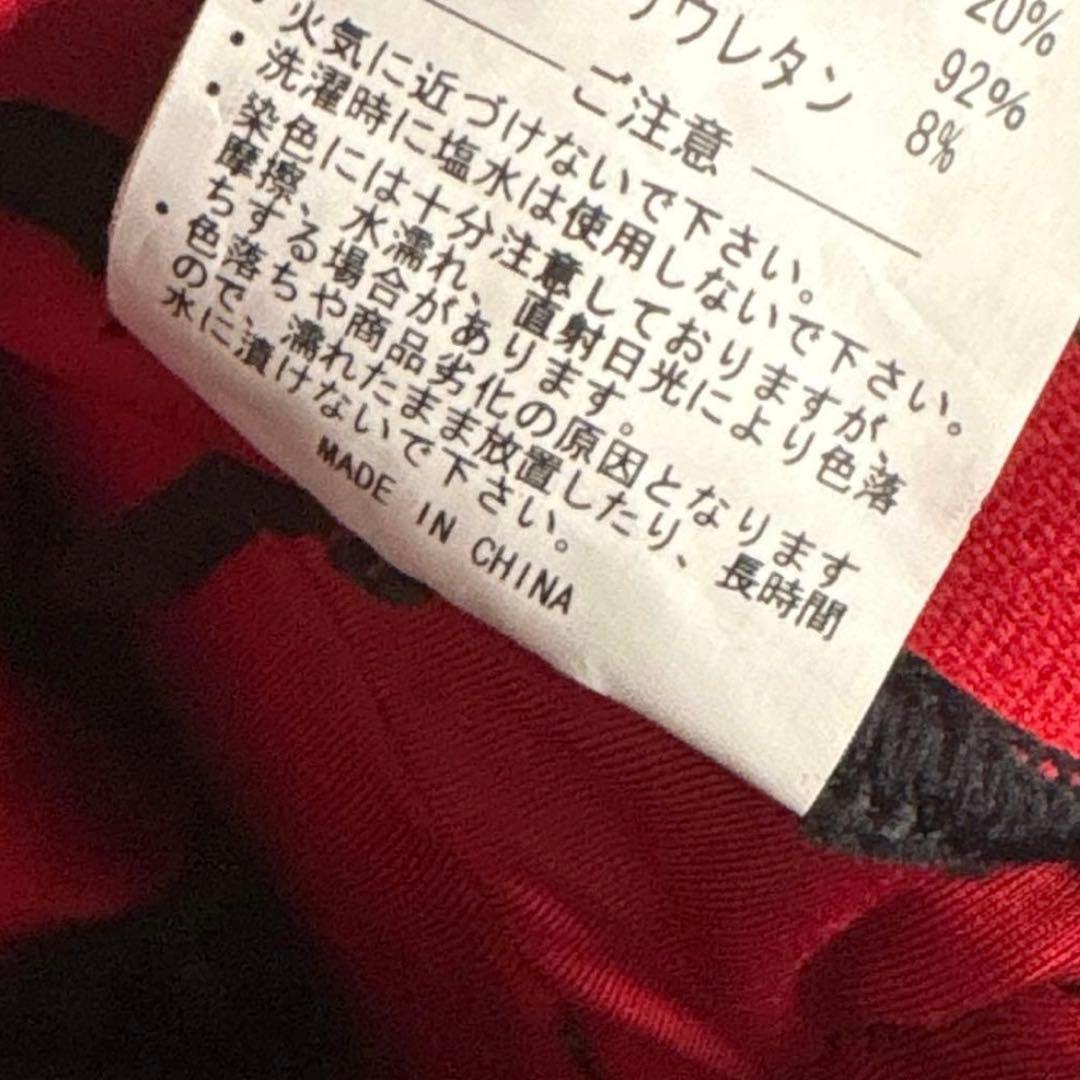 20%
92%
ウレタン 8%
ご注意
・火気に近づけないで下さい。
・洗濯時に塩水は使用しないで下さい。
・染色には十分注意しておりますが、
摩擦、水濡れ、直射日光により色落
ちする場合があります。
・色落ちや商品劣化の原因となります
ので、濡れたまま放置したり、長時間
水に漬けないで下さい。
MADE IN CHINA